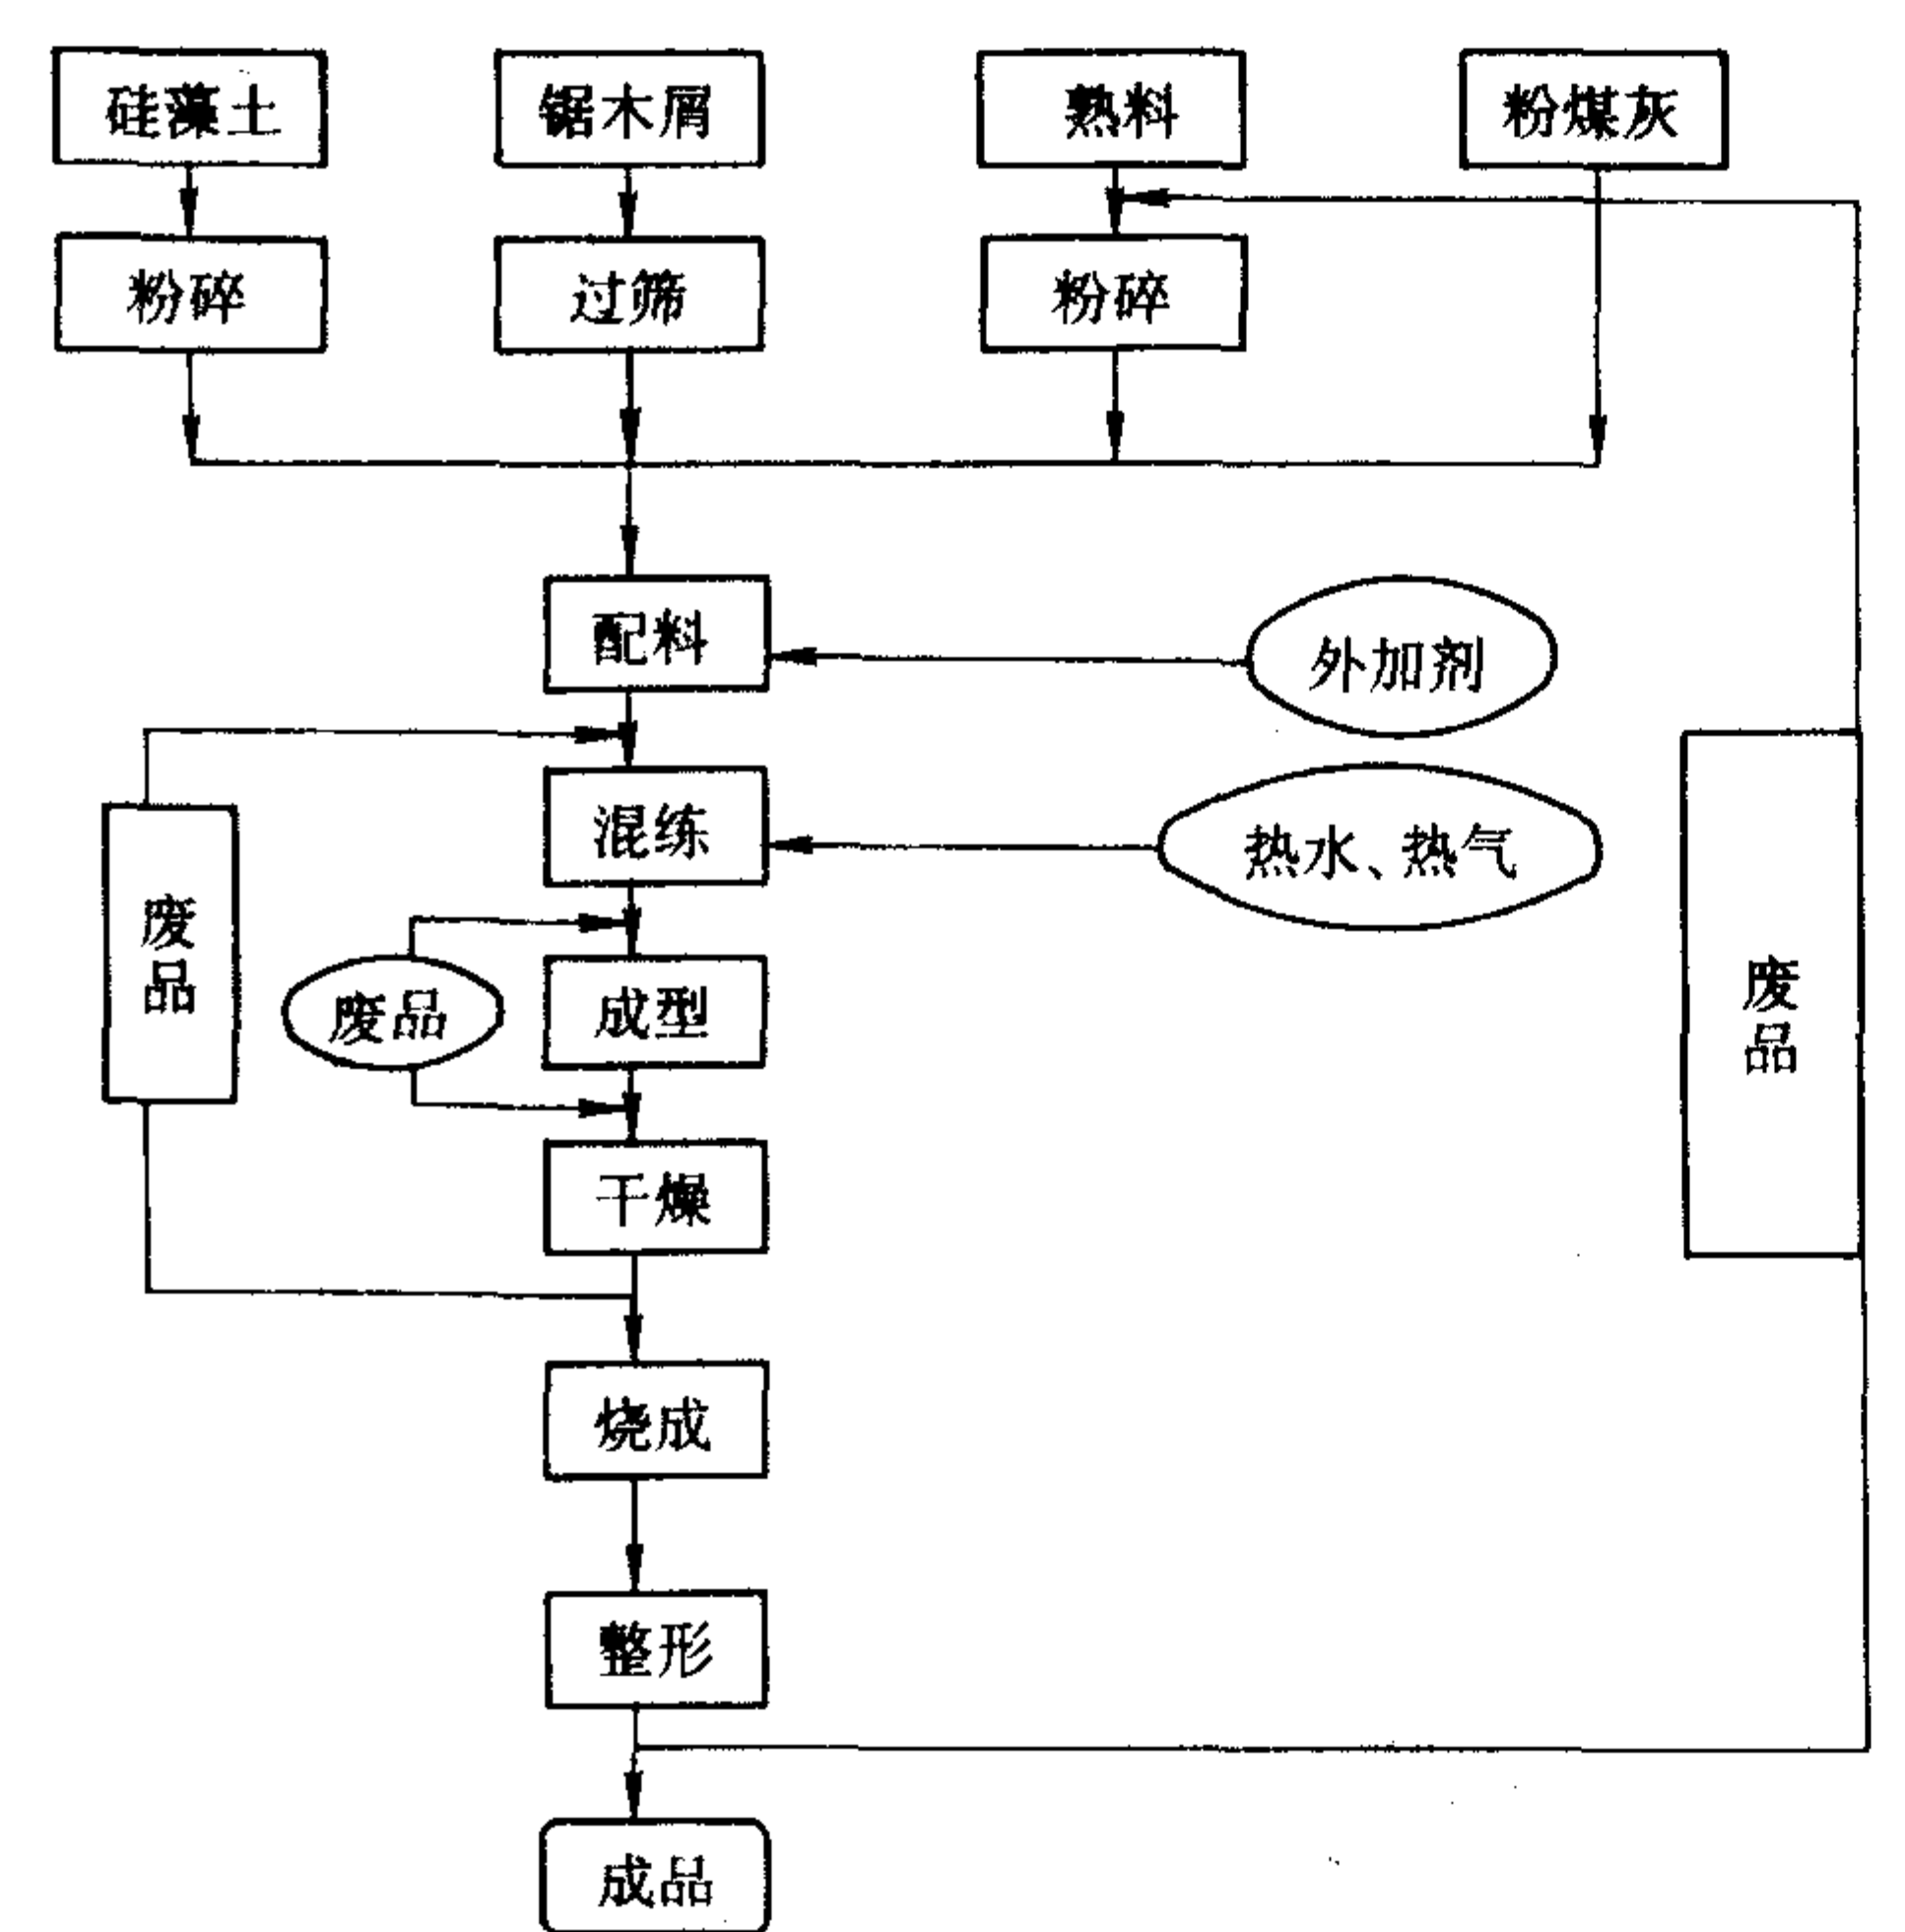 硅藻土
锯木屑
熟料
粉煤灰
粉碎
过筛
粉碎
配料
外加剂
混练
热水、热气
废品
废品
成型
废品
干燥
烧成
整形
成品